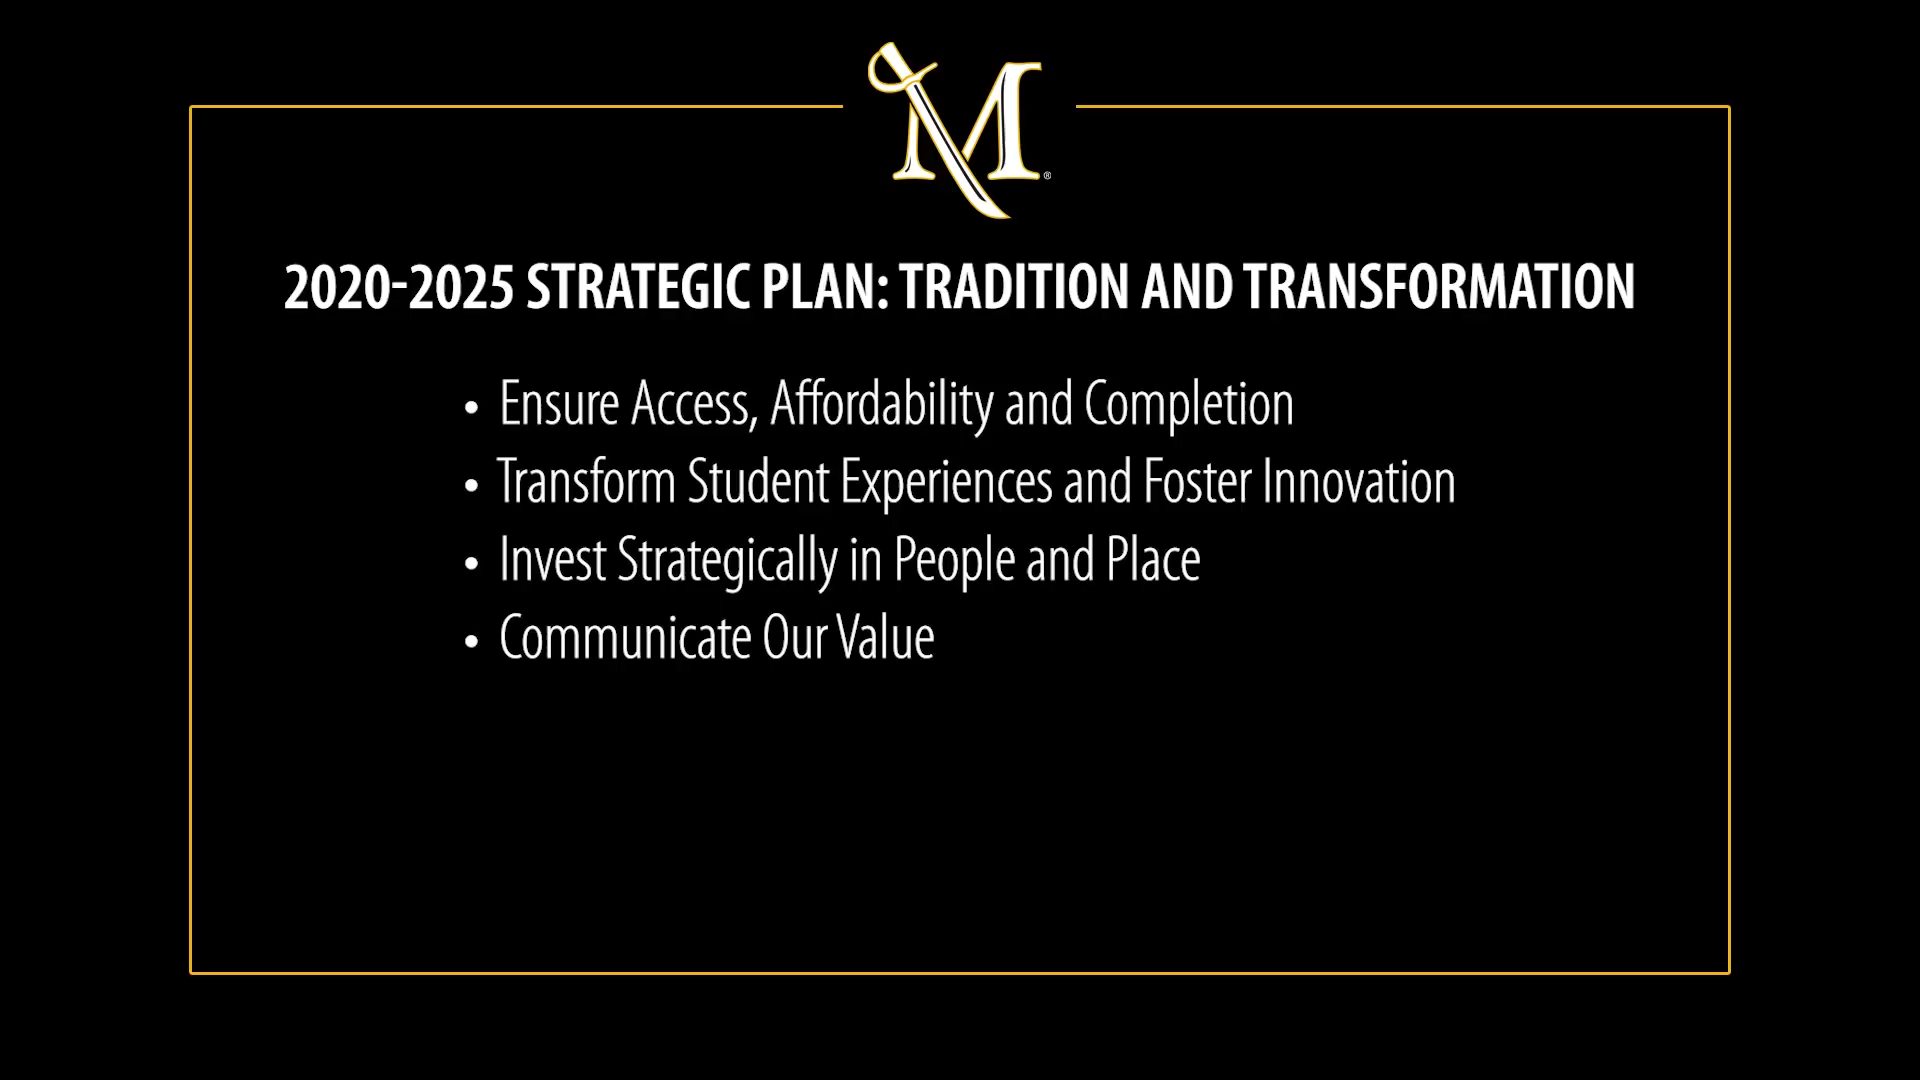 M®
2020-2025 STRATEGIC PLAN: TRADITION AND TRANSFORMATION
• Ensure Access, Affordability and Completion
• Transform Student Experiences and Foster Innovation
• Invest Strategically in People and Place
• Communicate Our Value